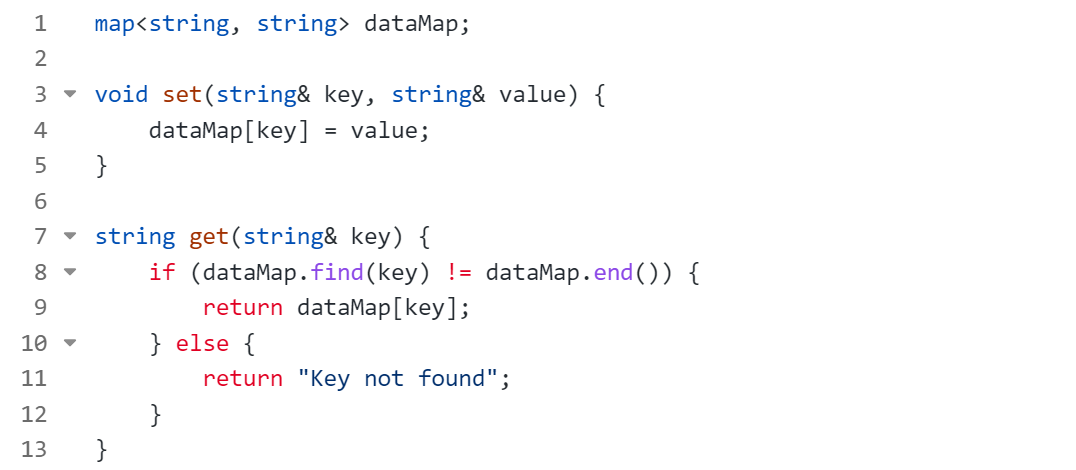 1 map<string, string> dataMap;
2
3 void set(string& key, string& value) {
4     dataMap[key] = value;
5 }
6
7 string get(string& key) {
8     if (dataMap.find(key) != dataMap.end()) {
9         return dataMap[key];
10     } else {
11         return "Key not found";
12     }
13 }